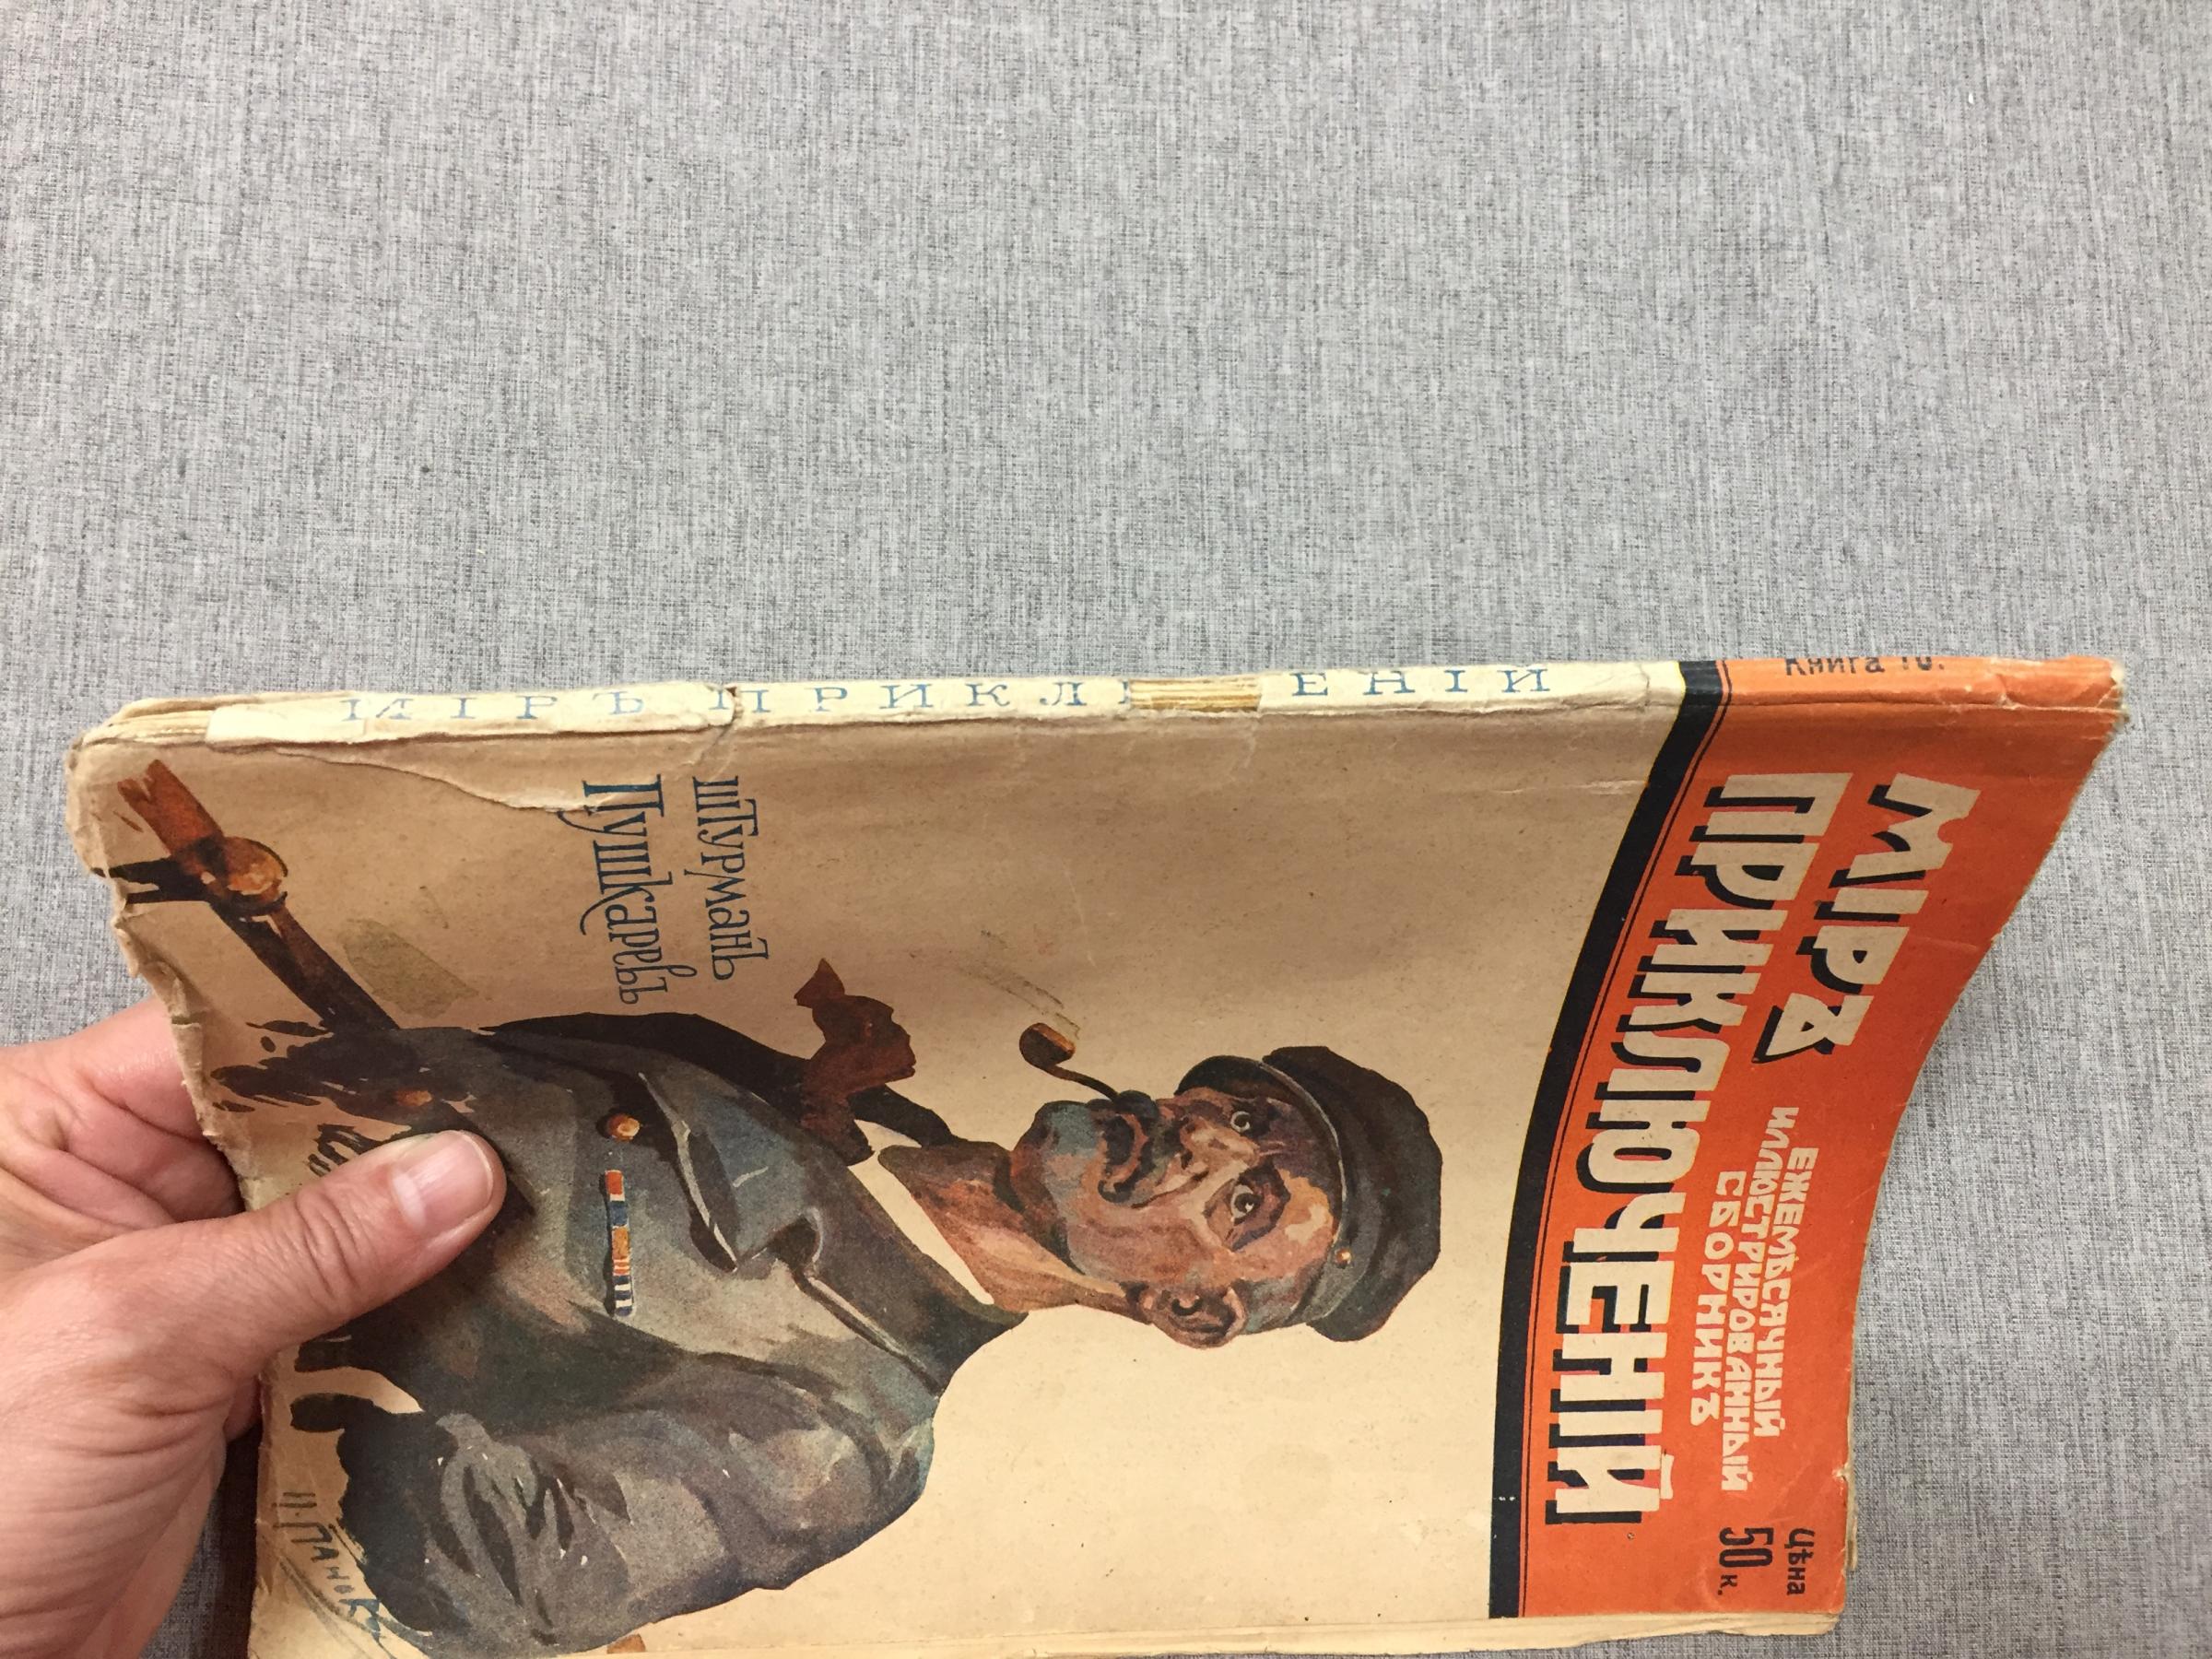 Книга 10.
МІРЪ
ПРИКЛЮЧЕНІЙ
ЕЖЕМѢСЯЧНЫЙ
ИЛЛЮСТРИРОВАННЫЙ
СБОРНИКЪ
Цѣна
50 к.
МІРЪ ПРИКЛ ЕНІЙ
Штурманъ
Пушкаревъ